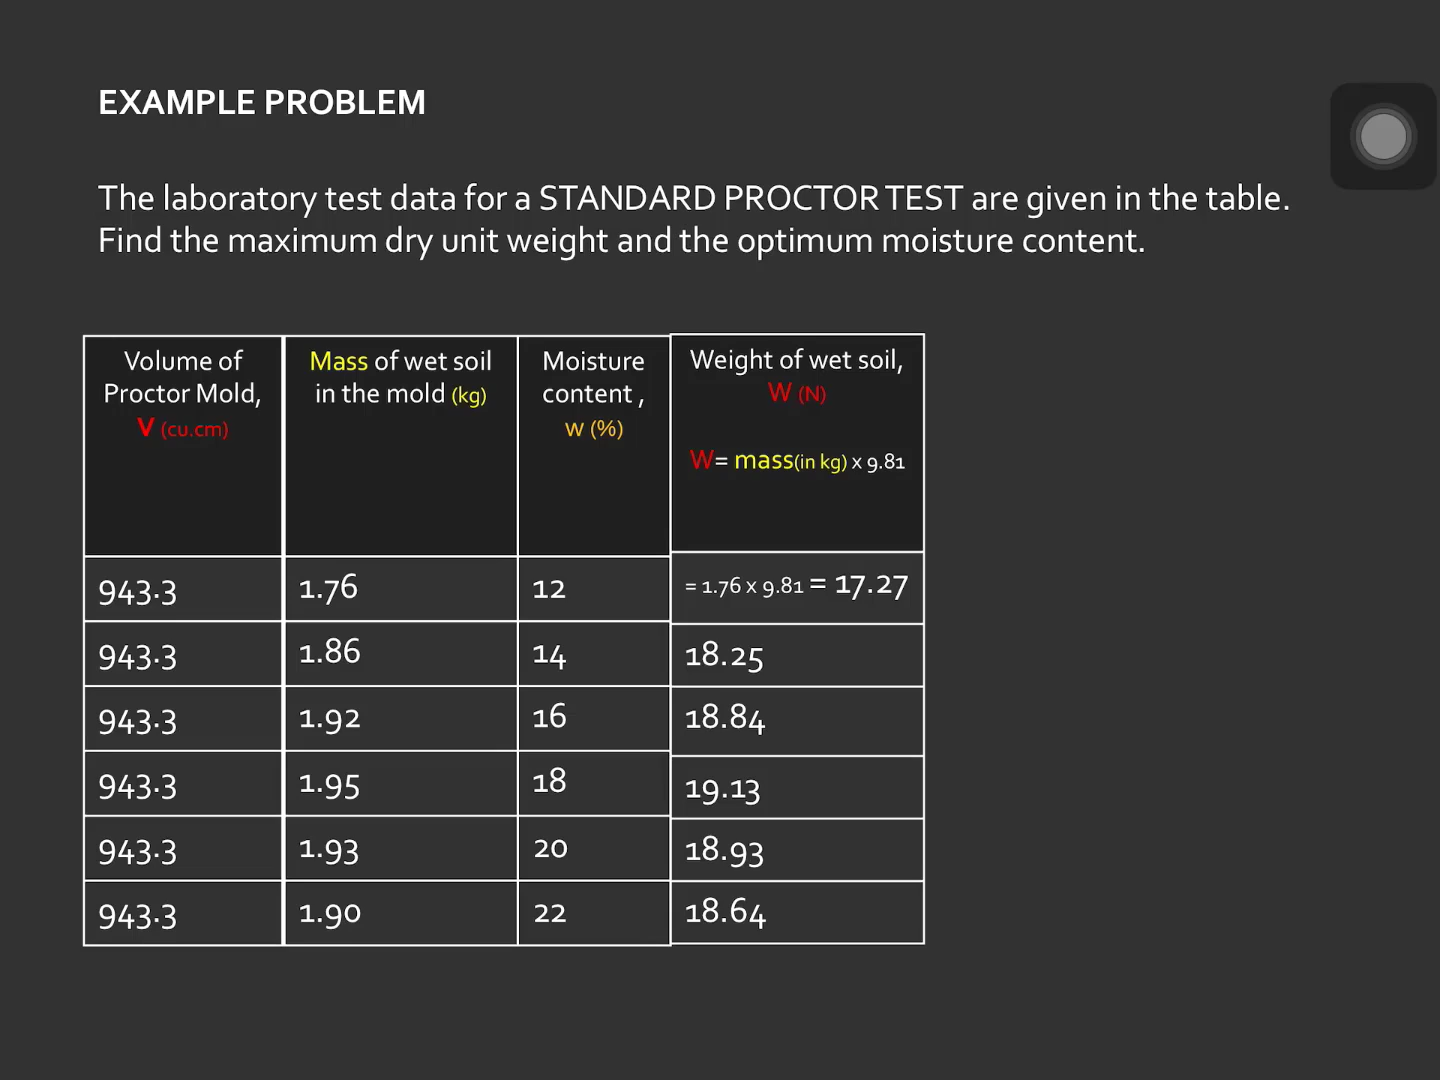 EXAMPLE PROBLEM
The laboratory test data for a STANDARD PROCTOR TEST are given in the table.
Find the maximum dry unit weight and the optimum moisture content.
Volume of
Proctor Mold,
V (cu.cm)
Mass of wet soil
in the mold (kg)
Moisture
content ,
w (%)
Weight of wet soil,
W (N)
W= mass(in kg) x 9.81
943.3 1.76 12 = 1.76 x 9.81 = 17.27
943.3 1.86 14 18.25
943.3 1.92 16 18.84
943.3 1.95 18 19.13
943.3 1.93 20 18.93
943.3 1.90 22 18.64